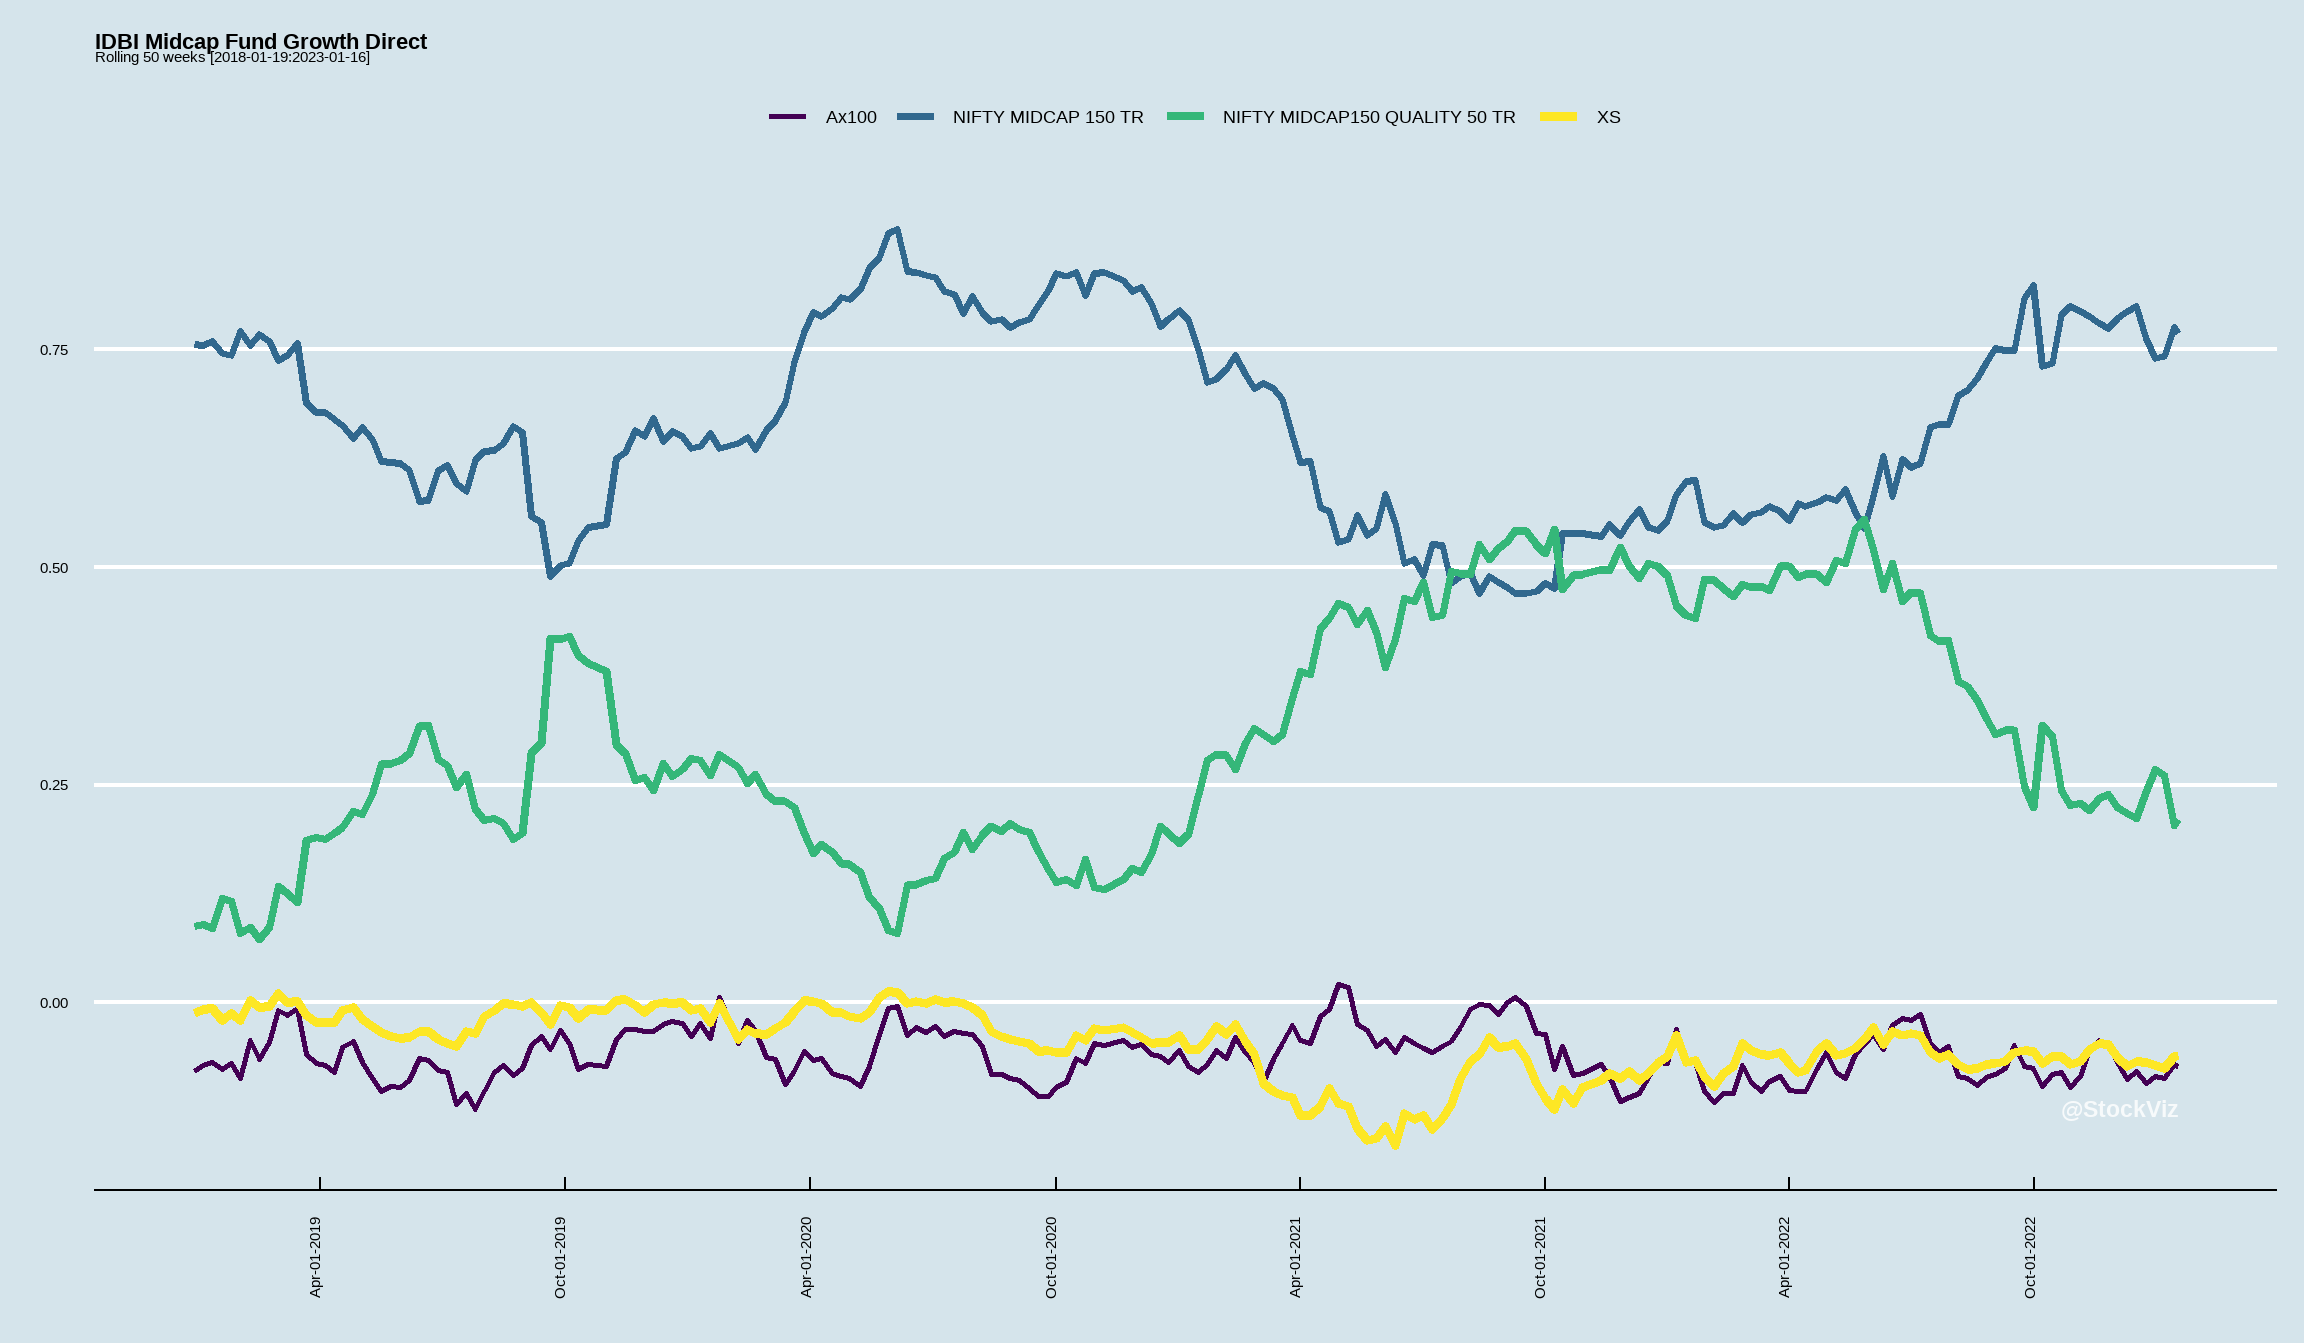 IDBI Midcap Fund Growth Direct
Rolling 50 weeks [2018-01-19:2023-01-16]
Ax100 NIFTY MIDCAP 150 TR NIFTY MIDCAP150 QUALITY 50 TR XS
0.75
0.50
0.25
0.00
@StockViz
Apr-01-2019 Oct-01-2019 Apr-01-2020 Oct-01-2020 Apr-01-2021 Oct-01-2021 Apr-01-2022 Oct-01-2022